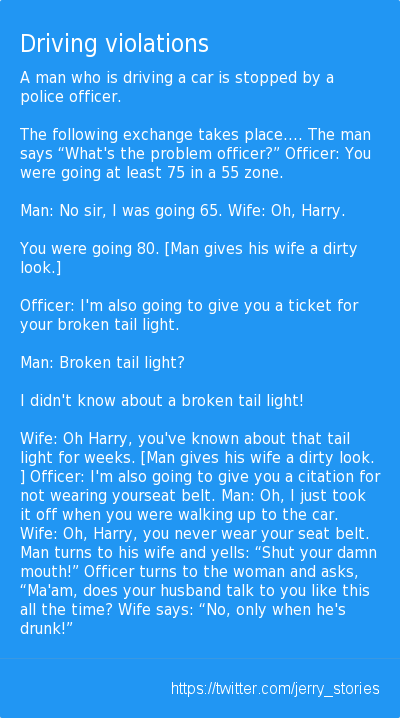 Driving violations
A man who is driving a car is stopped by a
police officer.
The following exchange takes place…. The man
says “What's the problem officer?” Officer: You
were going at least 75 in a 55 zone.
Man: No sir, I was going 65. Wife: Oh, Harry.
You were going 80. [Man gives his wife a dirty
look.]
Officer: I'm also going to give you a ticket for
your broken tail light.
Man: Broken tail light?
I didn't know about a broken tail light!
Wife: Oh Harry, you've known about that tail
light for weeks. [Man gives his wife a dirty look.
] Officer: I'm also going to give you a citation for
not wearing yourseat belt. Man: Oh, I just took
it off when you were walking up to the car.
Wife: Oh, Harry, you never wear your seat belt.
Man turns to his wife and yells: “Shut your damn
mouth!” Officer turns to the woman and asks,
“Ma'am, does your husband talk to you like this
all the time? Wife says: “No, only when he's
drunk!”
https://twitter.com/jerry_stories